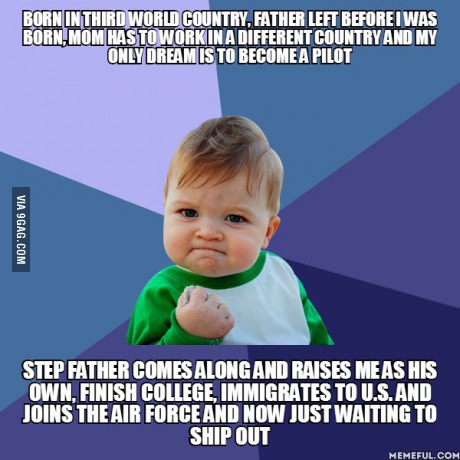 BORN IN THIRD WORLD COUNTRY, FATHER LEFT BEFORE I WAS
BORN, MOM HAS TO WORK IN A DIFFERENT COUNTRY AND MY
ONLY DREAM IS TO BECOME A PILOT
VIA 9GAG.COM
STEP FATHER COMES ALONG AND RAISES ME AS HIS
OWN, FINISH COLLEGE, IMMIGRATES TO U.S. AND
JOINS THE AIR FORCE AND NOW JUST WAITING TO
SHIP OUT
MEMEFUL.COM